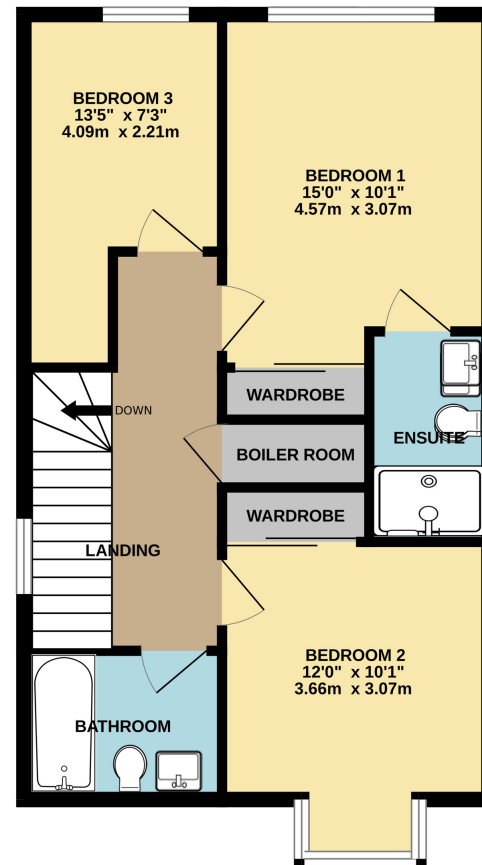 BEDROOM 3
13'5" x 7'3"
4.09m x 2.21m
BEDROOM 1
15'0" x 10'1"
4.57m x 3.07m
WARDROBE
DOWN
ENSUITE
BOILER ROOM
WARDROBE
LANDING
BEDROOM 2
12'0" x 10'1"
3.66m x 3.07m
BATHROOM